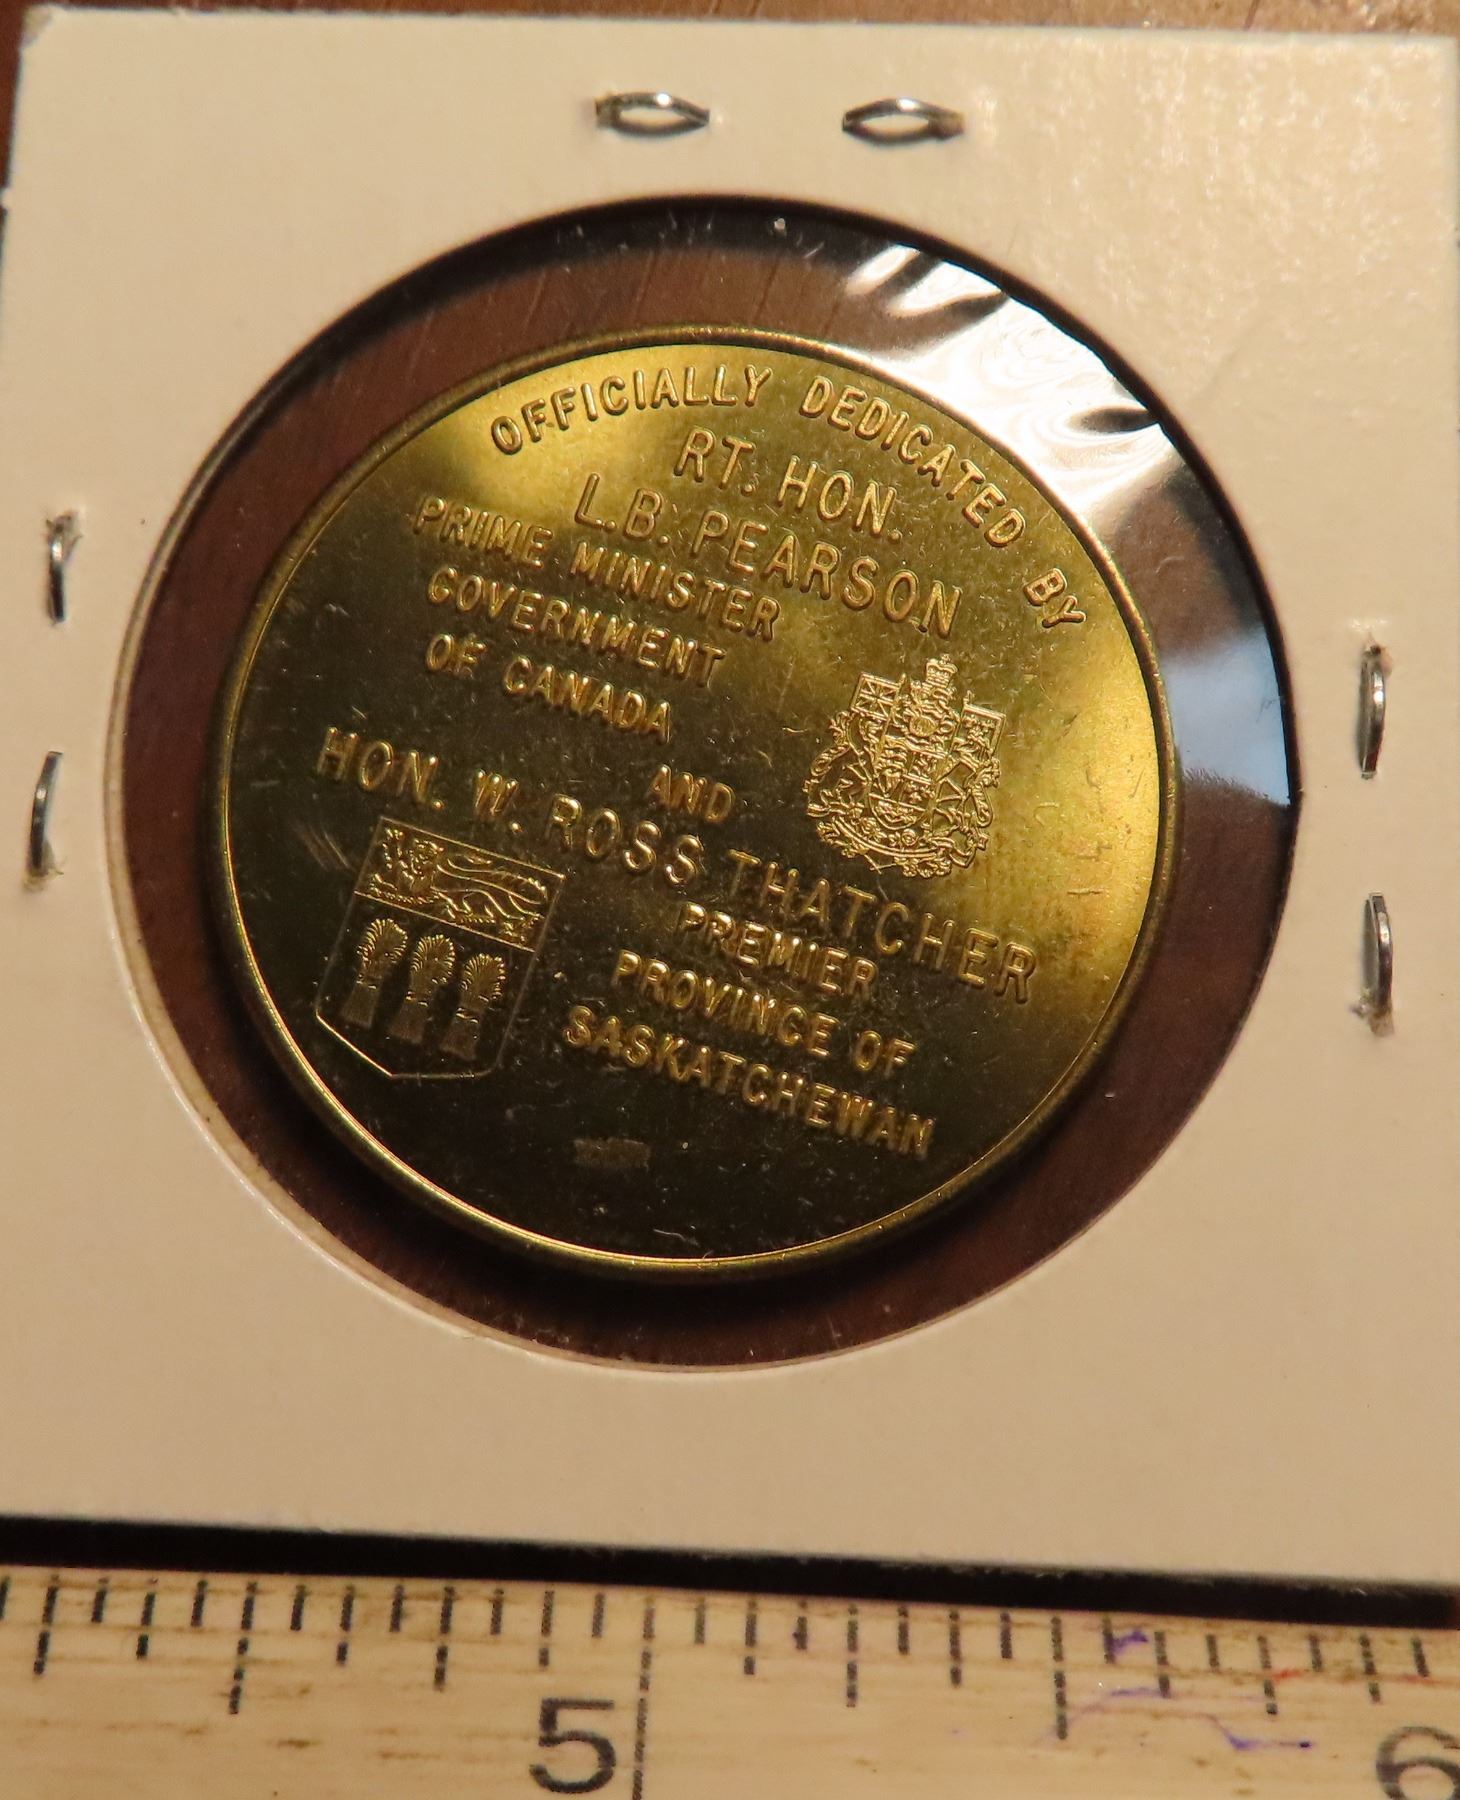 OFFICIALLY DEDICATED BY
RT. HON.
L.B. PEARSON
PRIME MINISTER
GOVERNMENT
OF CANADA
AND
HON. W. ROSS THATCHER
PREMIER
PROVINCE OF
SASKATCHEWAN
5
6